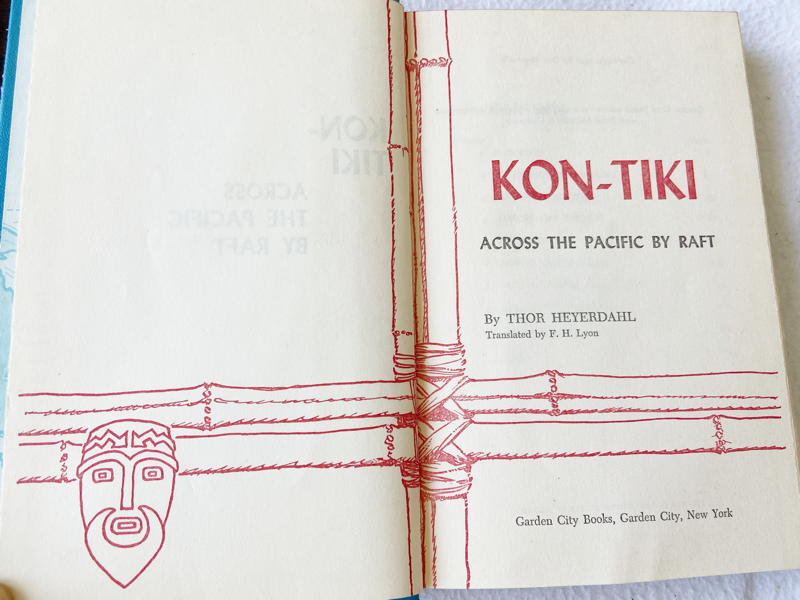 KON-TIKI
ACROSS THE PACIFIC BY RAFT
By THOR HEYERDAHL
Translated by F. H. Lyon
Garden City Books, Garden City, New York